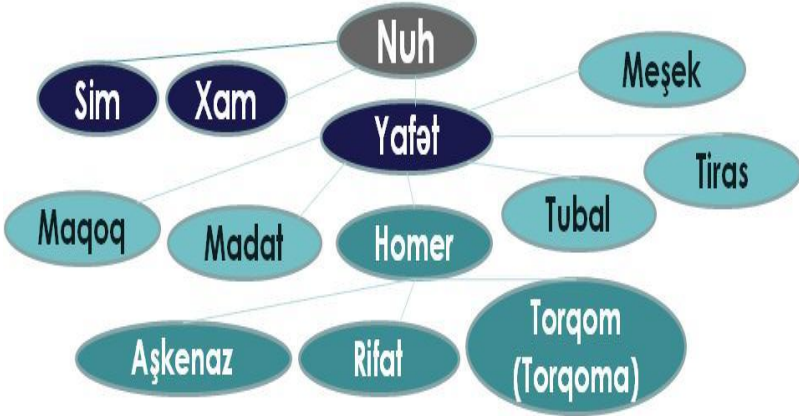 Nuh
Sim
Xam
Meşek
Yafət
Tiras
Maqoq
Madat
Homer
Tubal
Aşkenaz
Rifat
Torqom
(Torqoma)